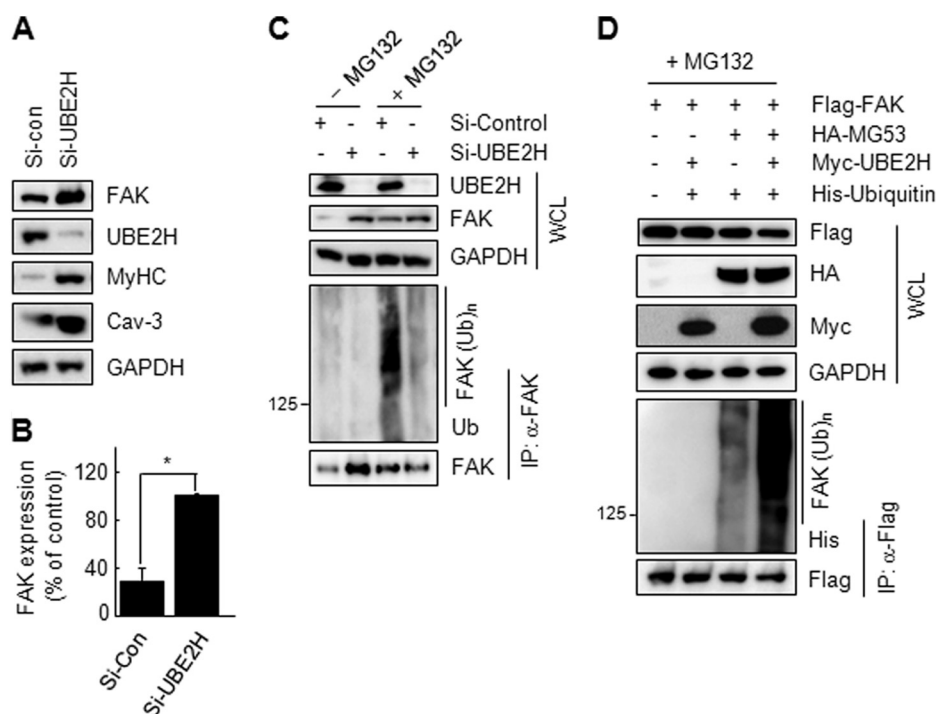 A
Si-con
Si-UBE2H
FAK
UBE2H
MyHC
Cav-3
GAPDH
B
FAK expression
(% of control)
120
80
40
0
*
Si-Con
Si-UBE2H
C
– MG132
+ MG132
+ - + - Si-Control
- + - + Si-UBE2H
UBE2H
FAK
GAPDH
WCL
FAK (Ub)n
125
Ub
FAK
IP: α-FAK
D
+ MG132
+ + + + Flag-FAK
- - + + HA-MG53
- + - + Myc-UBE2H
- + + + His-Ubiquitin
Flag
HA
Myc
GAPDH
WCL
FAK (Ub)n
125
His
Flag
IP: α-Flag